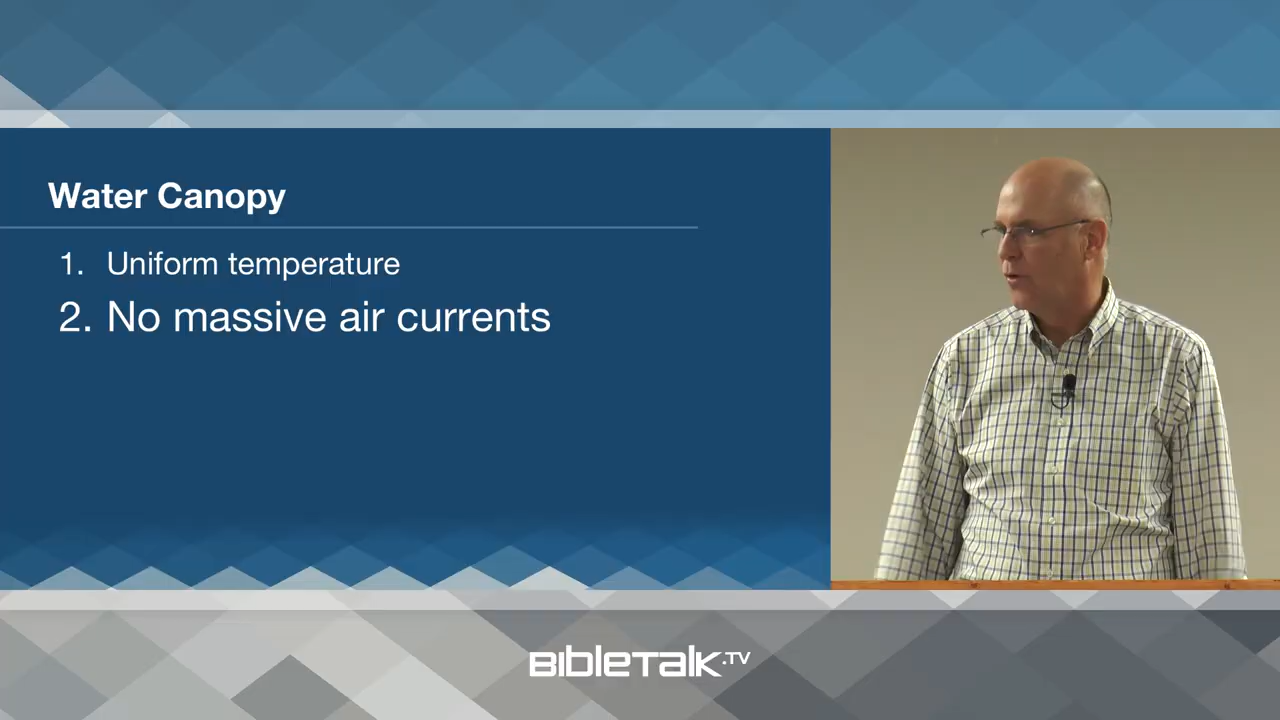 Water Canopy
1. Uniform temperature
2. No massive air currents
BibleTalk.TV